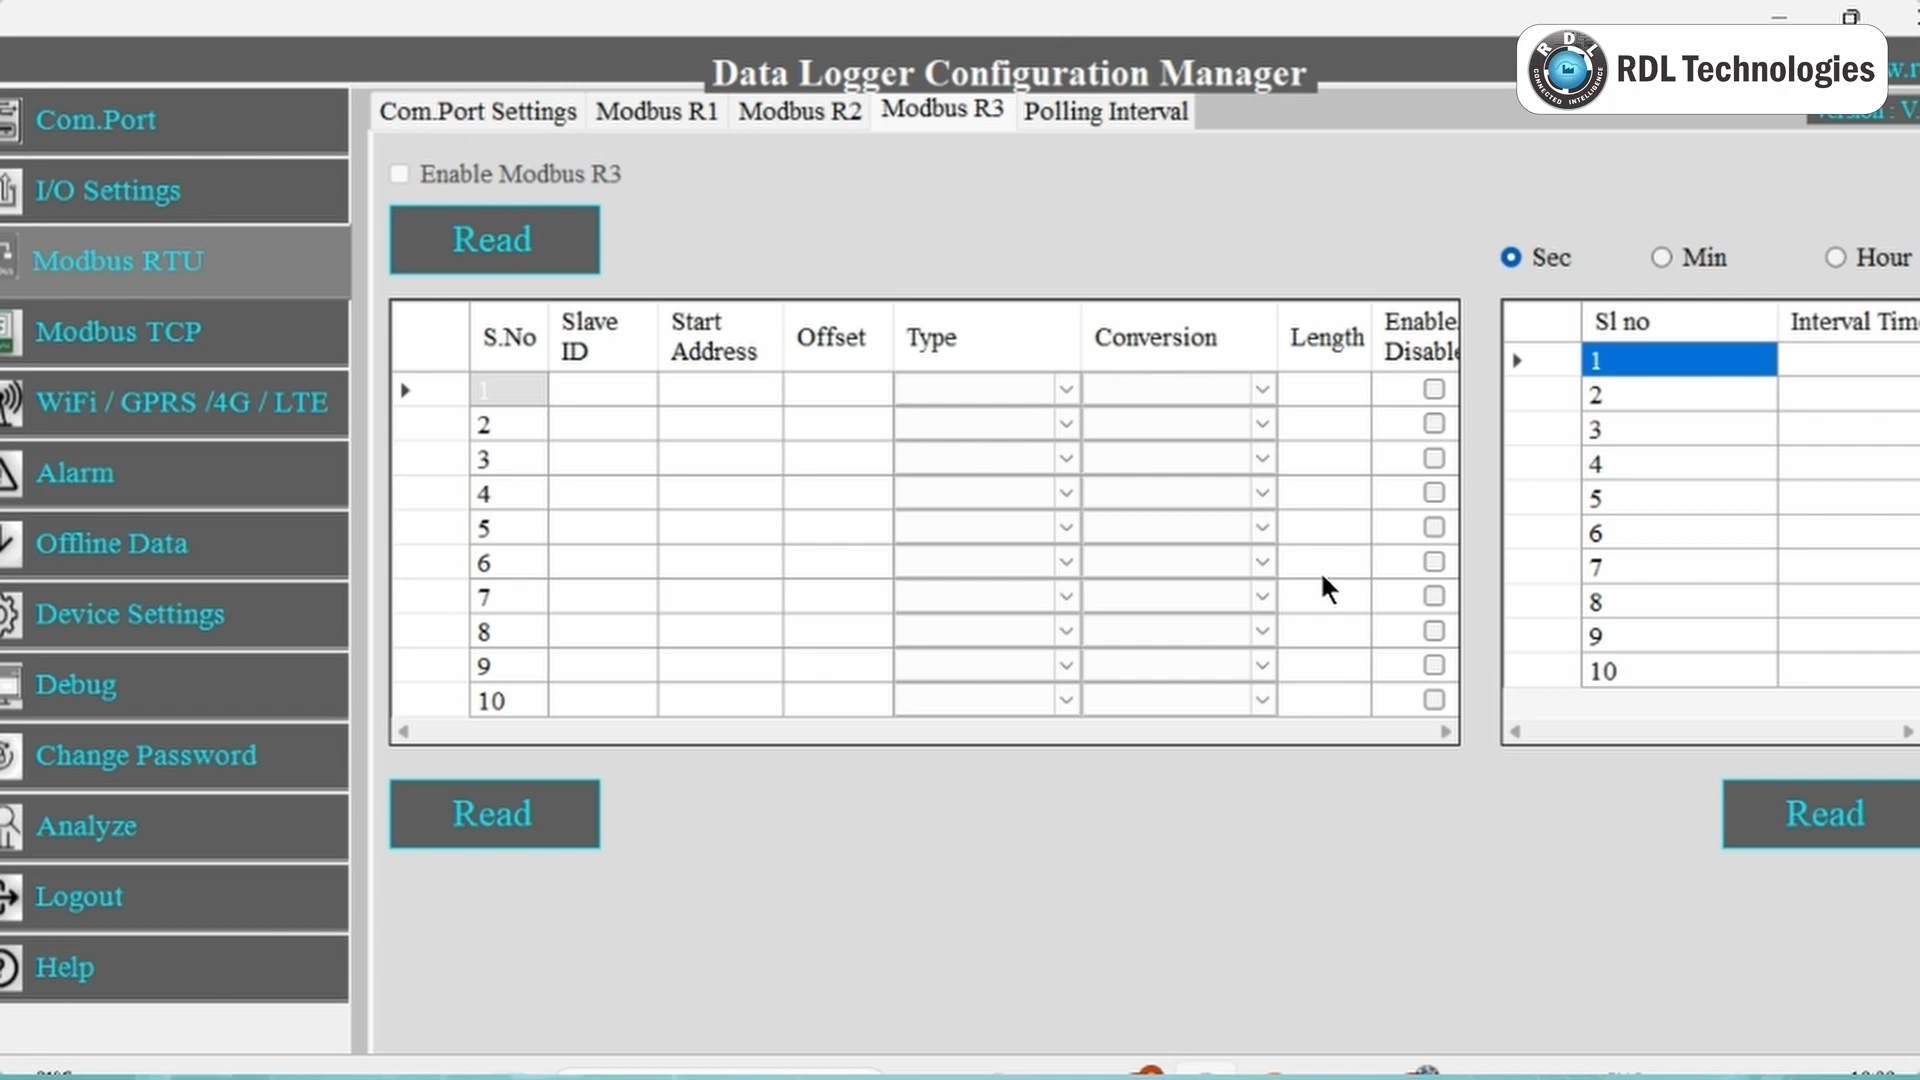 RDL Technologies
Data Logger Configuration Manager
Com.Port
I/O Settings
Modbus RTU
Modbus TCP
WiFi / GPRS /4G / LTE
Alarm
Offline Data
Device Settings
Debug
Change Password
Analyze
Logout
Help
Com.Port Settings Modbus R1 Modbus R2 Modbus R3 Polling Interval
Enable Modbus R3
Read
Sec Min Hour
S.No Slave ID Start Address Offset Type Conversion Length Enable Disable
1
2
3
4
5
6
7
8
9
10
Read
Sl no Interval Time
1
2
3
4
5
6
7
8
9
10
Read